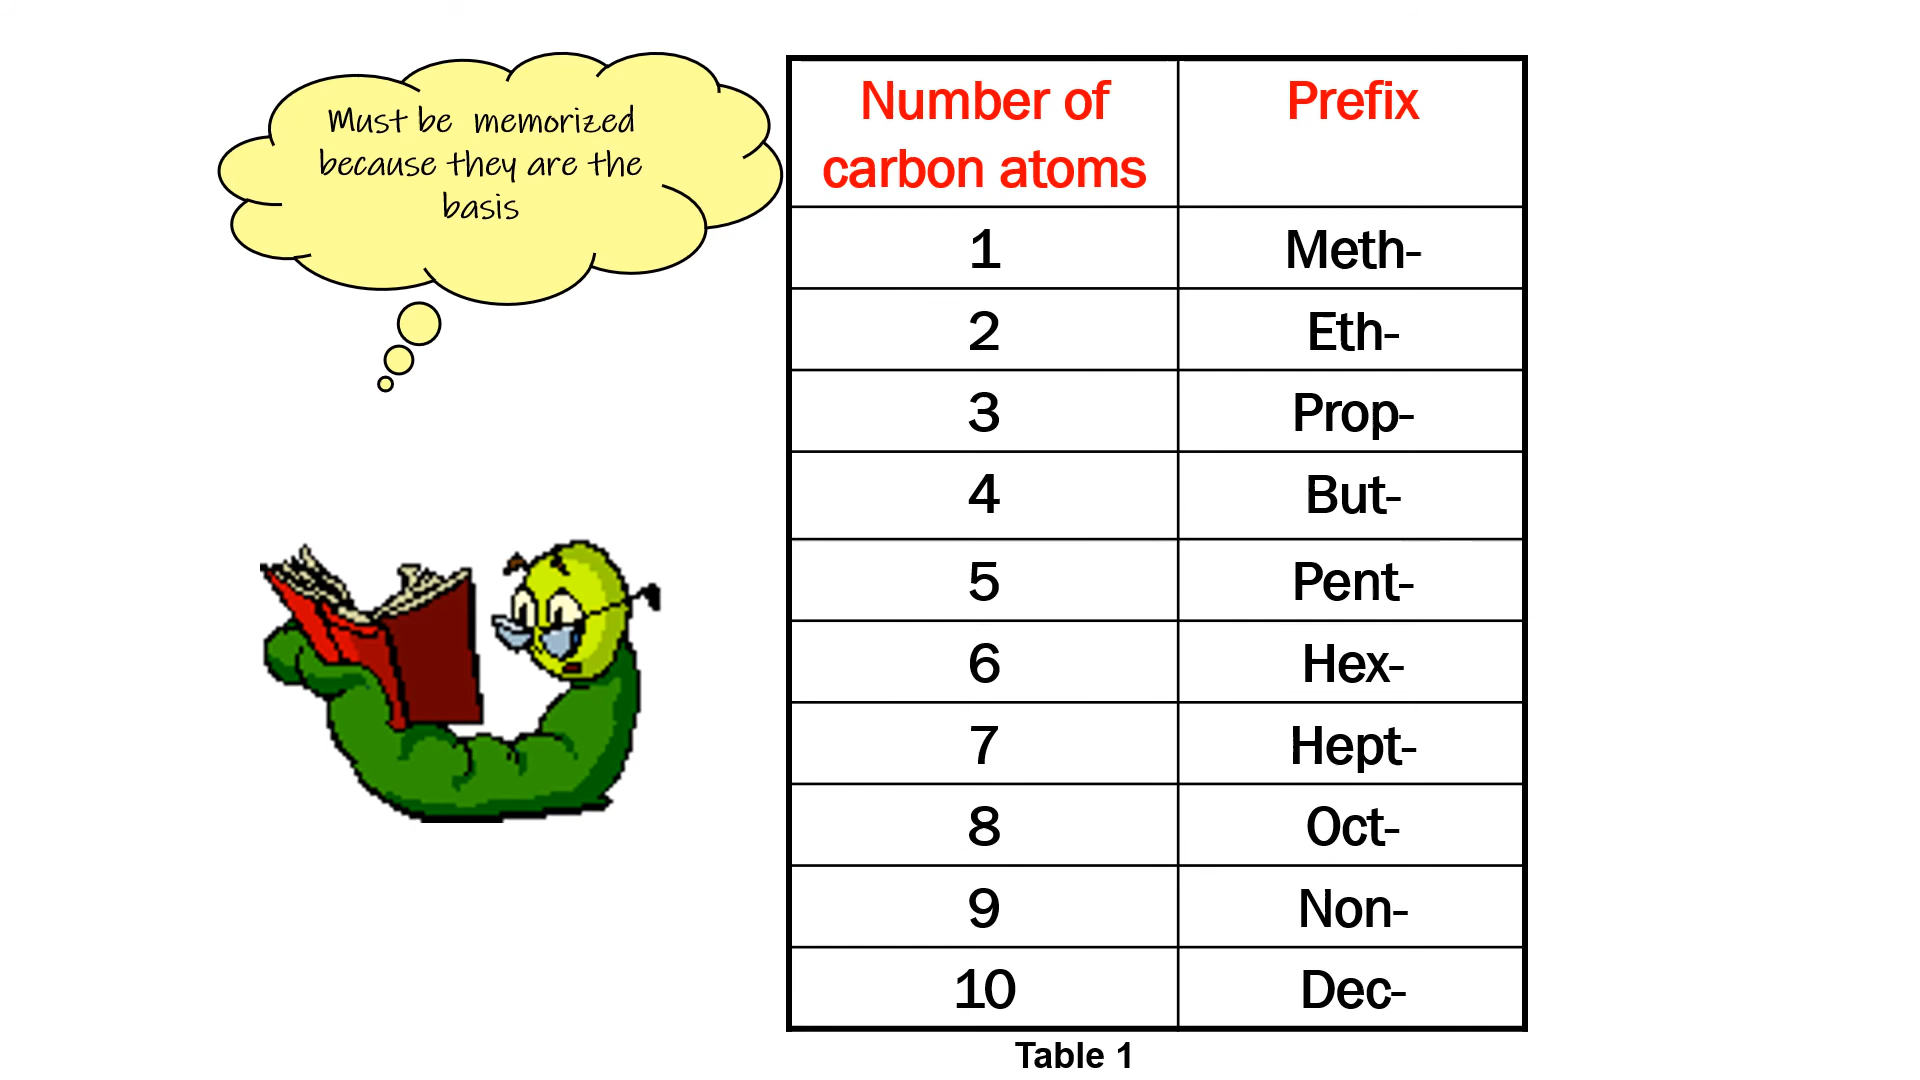 Must be memorized
because they are the
basis
Number of carbon atoms Prefix
1 Meth-
2 Eth-
3 Prop-
4 But-
5 Pent-
6 Hex-
7 Hept-
8 Oct-
9 Non-
10 Dec-
Table 1